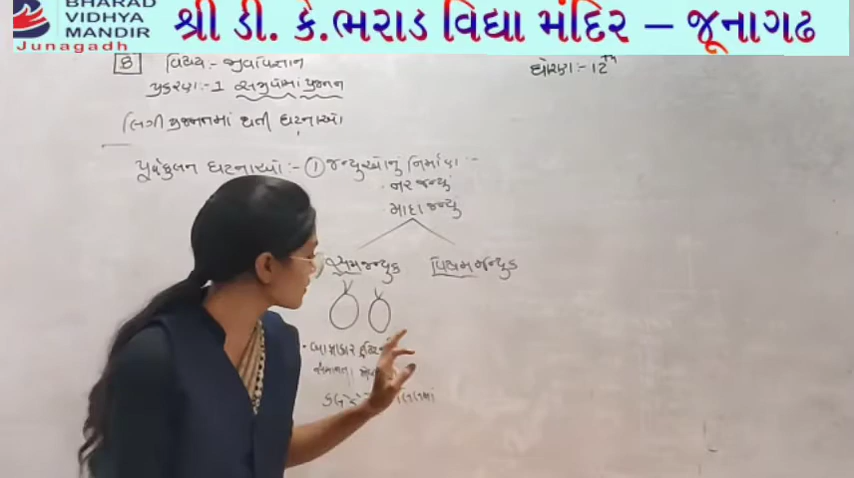 BHARAD
VIDHYA
MANDIR
Junagadh
શ્રી ડી. કે.ભરાડ વિદ્યા મંદિર – જૂનાગઢ
B વિષય:- જીવવિજ્ઞાન
ધોરણ:- 12th
પ્રકરણ:-1 સજીવોમાં પ્રજનન
લિંગી પ્રજનનમાં થતી ઘટનાઓ
પૂર્વફલન ઘટનાઓ:- ① જન્યુઓનું નિર્માણ:-
નર જન્યુ
માદા જન્યુ
સમજન્યુક
વિષમજન્યુક